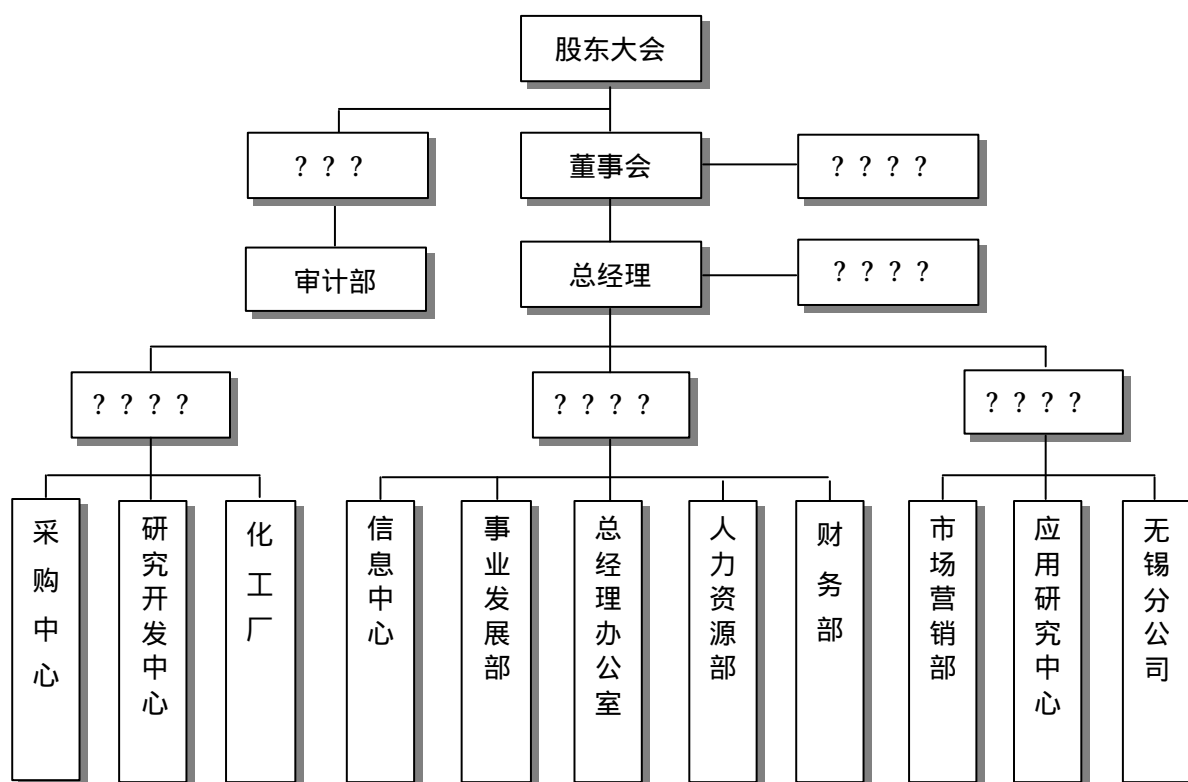 股东大会
? ? ?
董事会
? ? ? ?
审计部
总经理
? ? ? ?
? ? ? ?
? ? ? ?
? ? ? ?
采购中心
研究开发中心
化工厂
信息中心
事业发展部
总经理办公室
人力资源部
财务部
市场营销部
应用研究中心
无锡分公司